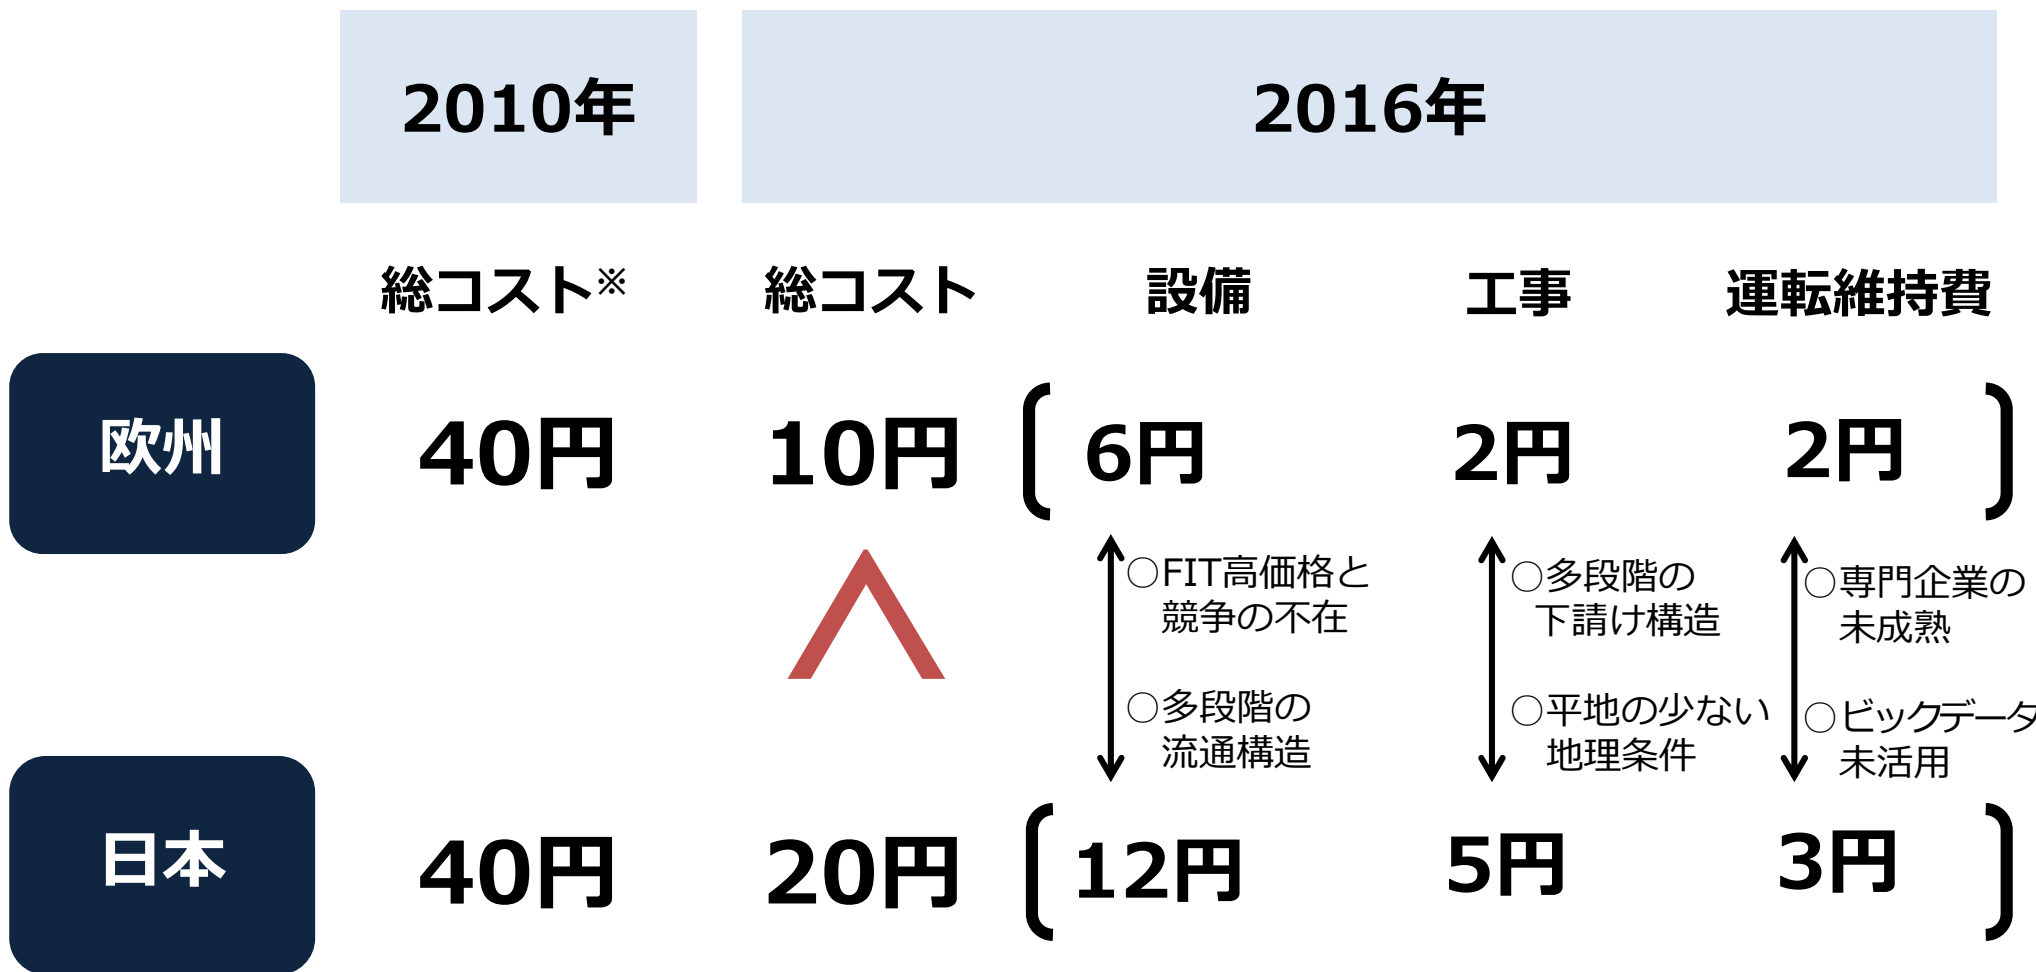 2010年
2016年
総コスト※
総コスト
設備
工事
運転維持費
欧州
40円
10円
6円
2円
2円
○FIT高価格と
競争の不在
○多段階の
流通構造
○多段階の
下請け構造
○平地の少ない
地理条件
○専門企業の
未成熟
○ビックデータ
未活用
日本
40円
20円
12円
5円
3円